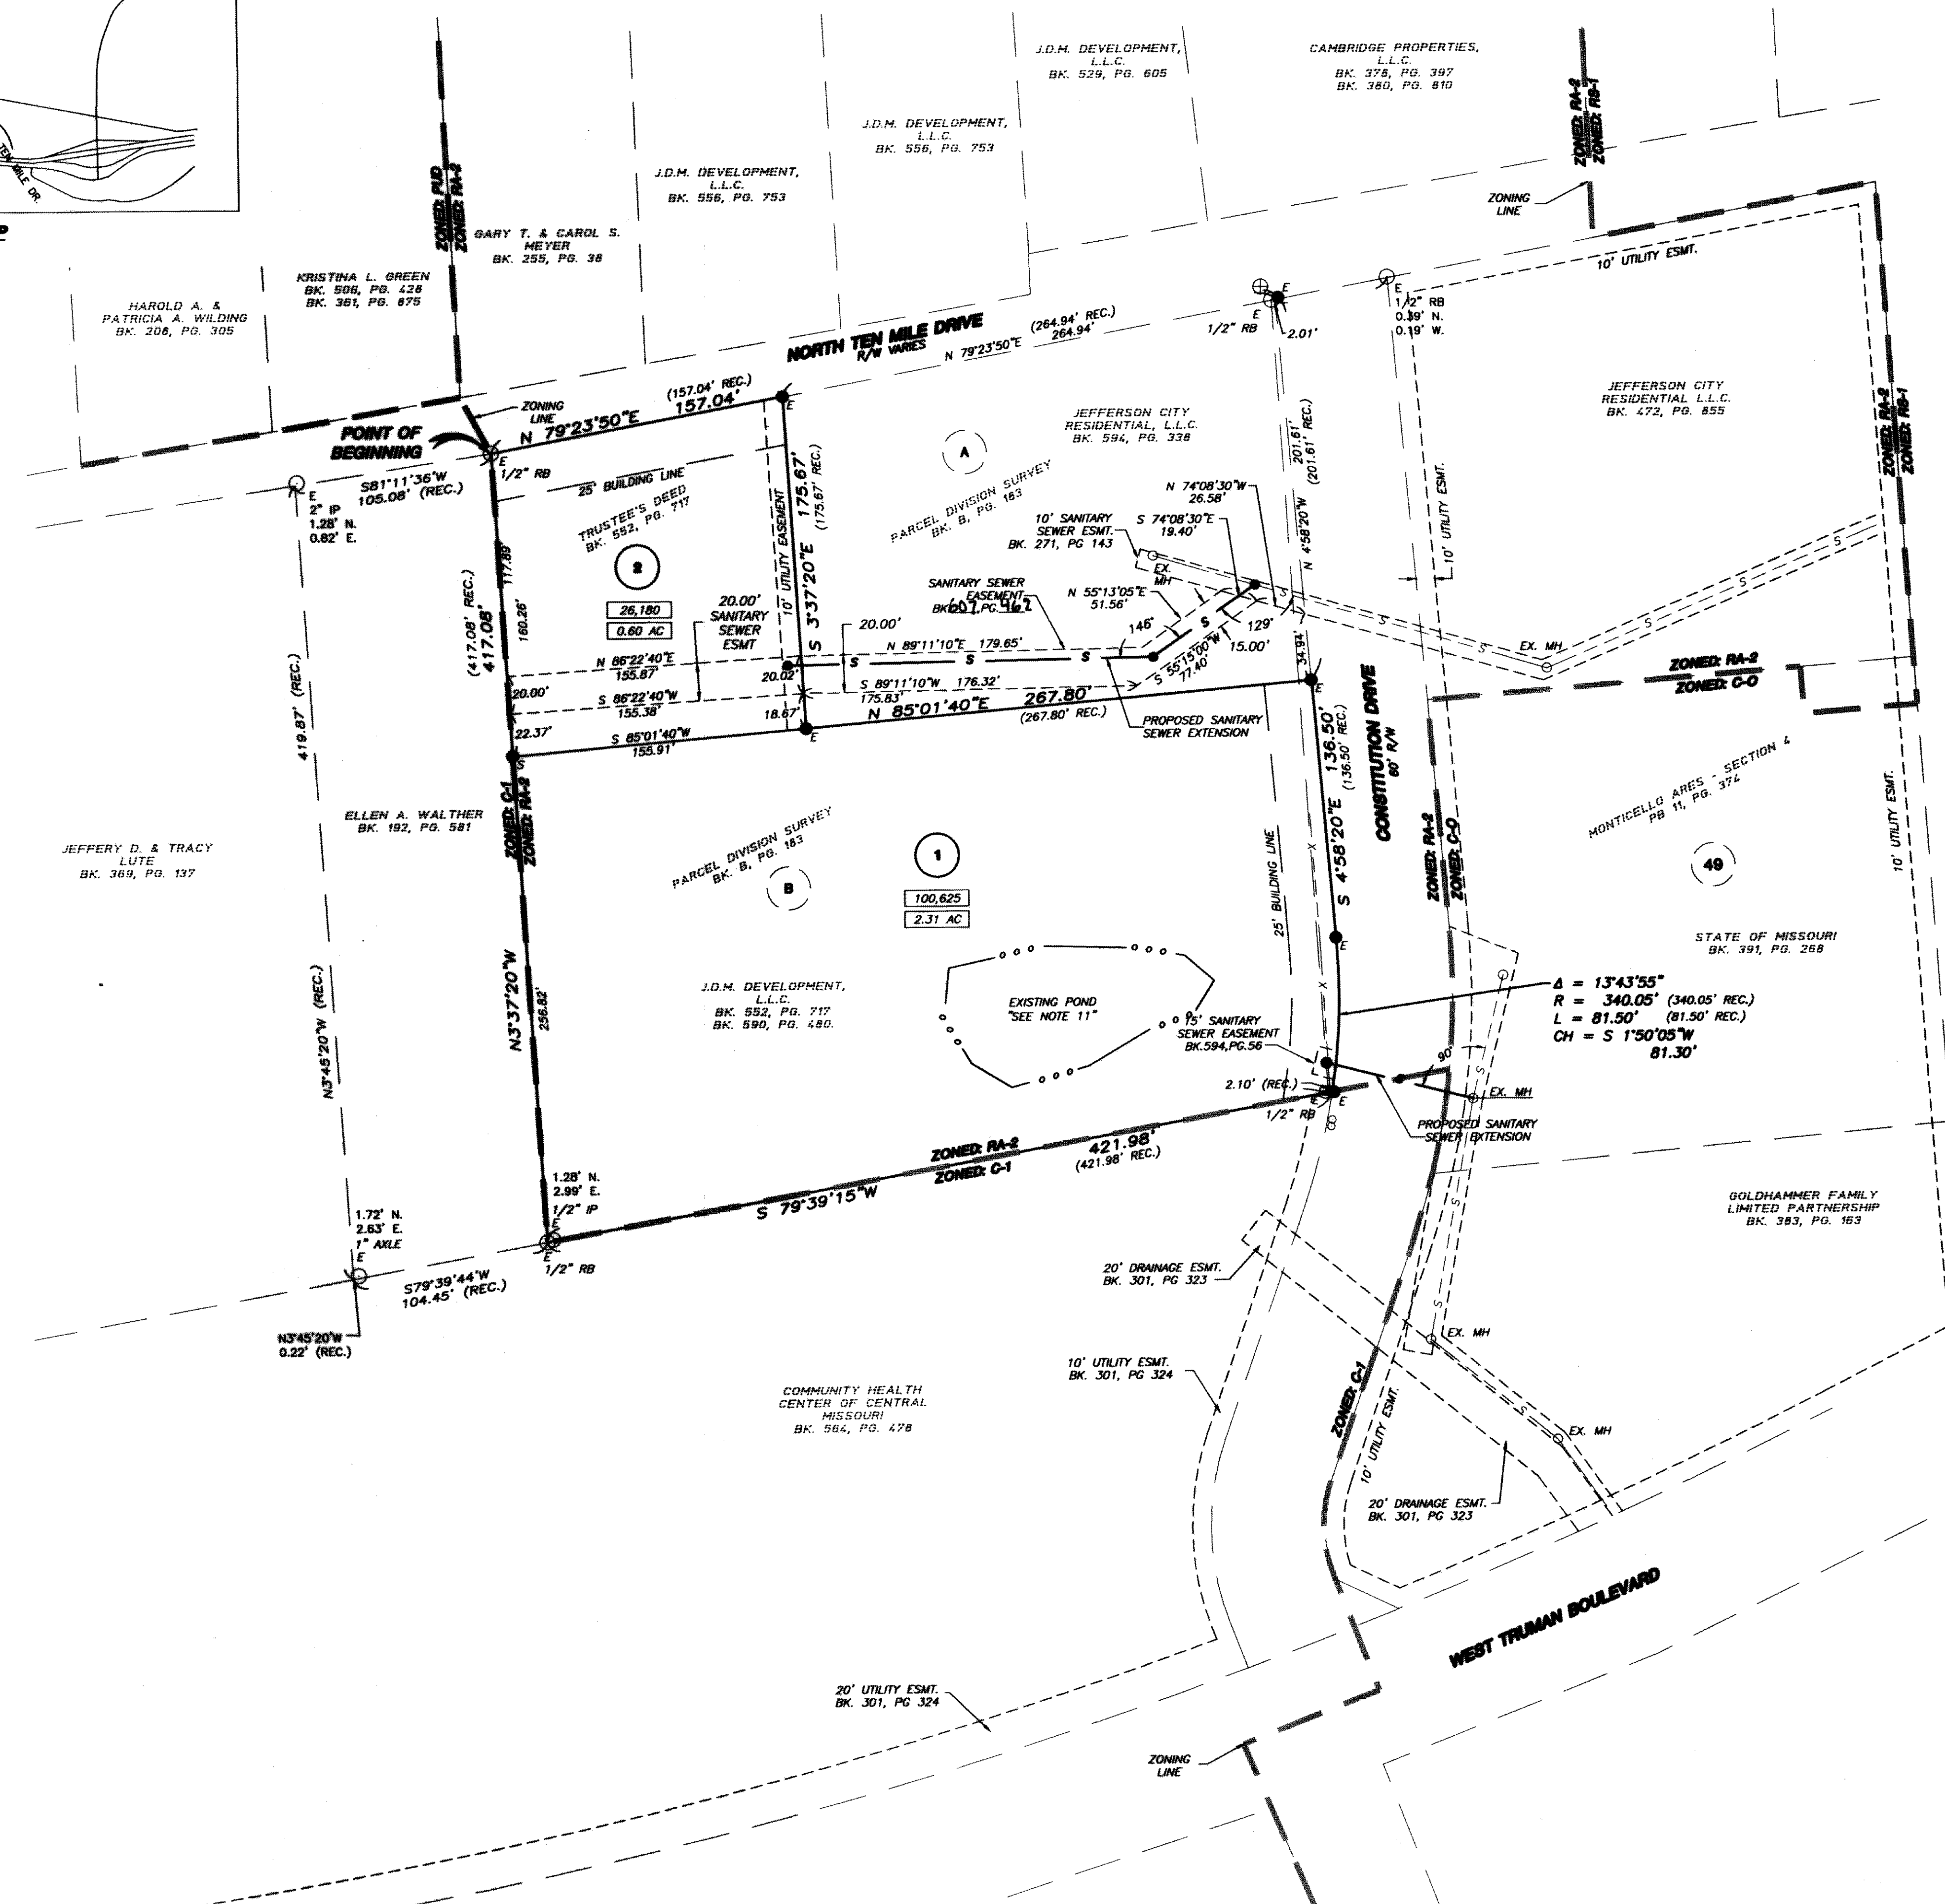 TEN MILE DR.
J.D.M. DEVELOPMENT,
L.L.C.
BK. 529, PG. 605
CAMBRIDGE PROPERTIES,
L.L.C.
BK. 378, PG. 397
BK. 380, PG. 810
ZONED: RA-2
ZONED: RS-1
J.D.M. DEVELOPMENT,
L.L.C.
BK. 556, PG. 753
J.D.M. DEVELOPMENT,
L.L.C.
BK. 556, PG. 753
ZONED: PUD
ZONED: RA-2
GARY T. & CAROL S.
MEYER
BK. 255, PG. 38
KRISTINA L. GREEN
BK. 506, PG. 428
BK. 361, PG. 675
HAROLD A. &
PATRICIA A. WILDING
BK. 208, PG. 305
ZONING
LINE
10' UTILITY ESMT.
NORTH TEN MILE DRIVE
R/W VARIES
(264.94' REC.)
N 79°23'50"E 264.94'
E
1/2" RB
E
2.01'
E
1/2" RB
0.39' N.
0.19' W.
ZONING
LINE
(157.04' REC.)
N 79°23'50"E 157.04'
E
POINT OF
BEGINNING
E
1/2" RB
S81°11'36"W
105.08' (REC.)
E
2" IP
1.28' N.
0.82' E.
25' BUILDING LINE
TRUSTEE'S DEED
BK. 552, PG. 717
2
26,180
0.60 AC
10' UTILITY EASEMENT
S 3°37'20"E 175.67'
(175.67' REC.)
A
PARCEL DIVISION SURVEY
BK. B, PG. 183
JEFFERSON CITY
RESIDENTIAL, L.L.C.
BK. 594, PG. 338
JEFFERSON CITY
RESIDENTIAL L.L.C.
BK. 472, PG. 855
ZONED: RA-2
ZONED: RS-1
N 74°08'30"W
26.58'
S 74°08'30"E
19.40'
10' SANITARY
SEWER ESMT.
BK. 271, PG 143
EX.
MH
201.61'
(201.61' REC.)
N 4°58'20"W
34.94'
10' UTILITY ESMT.
10' UTILITY ESMT.
SANITARY SEWER
EASEMENT
BK 607, PG. 962
N 55°13'05"E
51.56'
146°
129°
15.00'
S 55°15'00"W
77.40'
117.89'
160.26'
(417.08' REC.)
417.08'
20.00'
SANITARY
SEWER
ESMT
20.00'
N 89°11'10"E 179.65'
N 86°22'40"E
155.87'
20.02'
S 89°11'10"W 176.32'
175.83'
20.00'
S 86°22'40"W
155.38'
18.67'
22.37'
S 85°01'40"W
155.91'
E
N 85°01'40"E 267.80'
(267.80' REC.)
E
PROPOSED SANITARY
SEWER EXTENSION
S
S
S
S
S
S
S
S
S
EX. MH
ZONED: RA-2
ZONED: C-O
419.87' (REC.)
N3°45'20"W (REC.)
ZONED: C-1
ZONED: RA-2
ELLEN A. WALTHER
BK. 192, PG. 581
JEFFERY D. & TRACY
LUTE
BK. 369, PG. 137
PARCEL DIVISION SURVEY
BK. B, PG. 183
B
1
100,625
2.31 AC
25' BUILDING LINE
X
X
S 4°58'20"E 136.50'
(136.50' REC.)
CONSTITUTION DRIVE
60' R/W
ZONED: RA-2
ZONED: C-O
MONTICELLO ARES - SECTION 4
PB 11, PG. 374
49
10' UTILITY ESMT.
STATE OF MISSOURI
BK. 391, PG. 268
E
J.D.M. DEVELOPMENT,
L.L.C.
BK. 552, PG. 717
BK. 590, PG. 480.
EXISTING POND
"SEE NOTE 11"
15' SANITARY
SEWER EASEMENT
BK.594,PG.56
Δ = 13°43'55"
R = 340.05' (340.05' REC.)
L = 81.50' (81.50' REC.)
CH = S 1°50'05"W
81.30'
90°
N3°37'20"W
256.82'
2.10' (REC.)
E
E
1/2" RB
EX. MH
PROPOSED SANITARY
SEWER EXTENSION
ZONED: RA-2
ZONED: C-1
421.98'
(421.98' REC.)
S 79°39'15"W
1.28' N.
2.99' E.
1/2" IP
E
E
1/2" RB
1.72' N.
2.63' E.
1" AXLE
E
S79°39'44"W
104.45' (REC.)
N3°45'20"W
0.22' (REC.)
GOLDHAMMER FAMILY
LIMITED PARTNERSHIP
BK. 383, PG. 163
20' DRAINAGE ESMT.
BK. 301, PG 323
S
S
S
EX. MH
10' UTILITY ESMT.
BK. 301, PG 324
COMMUNITY HEALTH
CENTER OF CENTRAL
MISSOURI
BK. 564, PG. 478
ZONED: C-1
10' UTILITY ESMT.
S
EX. MH
20' DRAINAGE ESMT.
BK. 301, PG 323
WEST TRUMAN BOULEVARD
20' UTILITY ESMT.
BK. 301, PG 324
ZONING
LINE